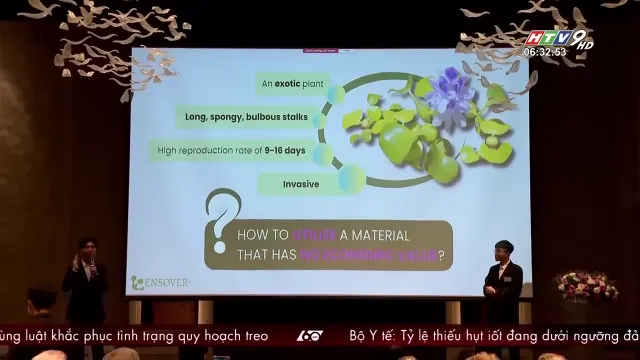 HTV9 HD
06:32:53
An exotic plant
Long, spongy, bulbous stalks
High reproduction rate of 9-16 days
Invasive
?
HOW TO UTILIZE A MATERIAL
THAT HAS NO ECONOMIC VALUE?
ENSOVER
ùng luật khắc phục tình trạng quy hoạch treo
60
Bộ Y tế: Tỷ lệ thiếu hụt iốt đang dưới ngưỡng đả